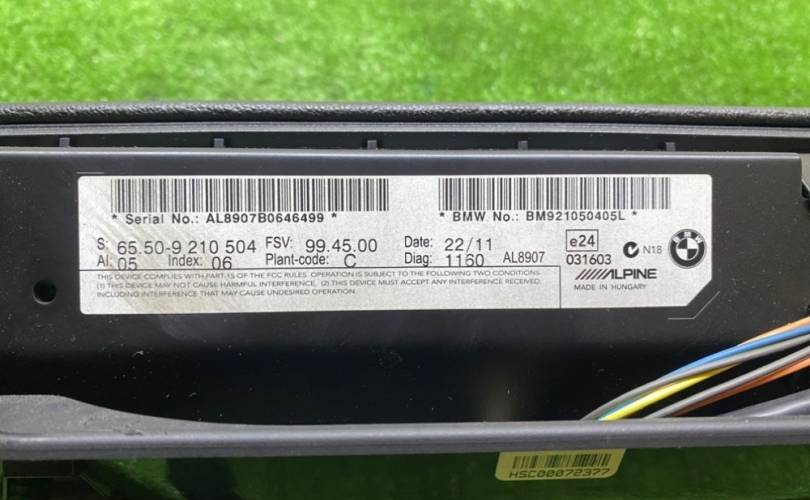 * Serial No.: AL8907B0646499 *
* BMW No.: BM921050405L *
S: 65.50-9 210 504 FSV: 99.45.00 Date: 22/11 e24 N18
AI: 05 Index: 06 Plant-code: C Diag: 1160 AL8907 031603
ALPINE
MADE IN HUNGARY
THIS DEVICE COMPLIES WITH PART 15 OF THE FCC RULES. OPERATION IS SUBJECT TO THE FOLLOWING TWO CONDITIONS.
(1) THIS DEVICE MAY NOT CAUSE HARMFUL INTERFERENCE. (2) THIS DEVICE MUST ACCEPT ANY INTERFERENCE RECEIVED,
INCLUDING INTERFERENCE THAT MAY CAUSE UNDESIRED OPERATION.
HSC00072377